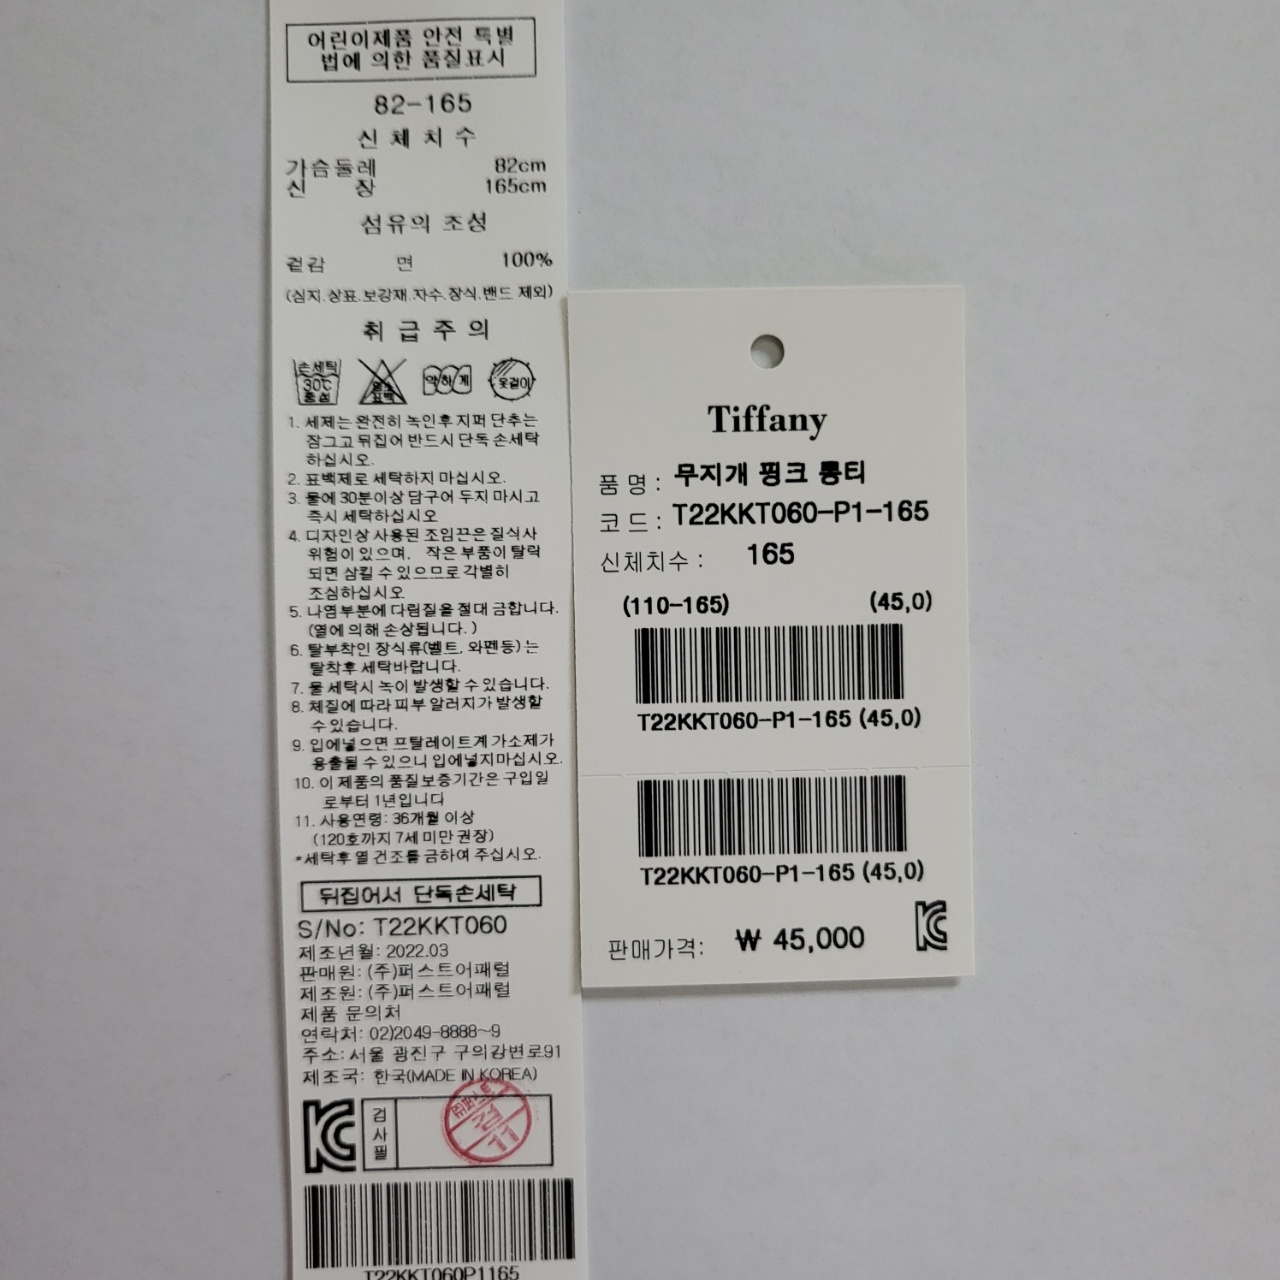 어린이제품 안전 특별
법에 의한 품질표시
82-165
신 체 치 수
가슴둘레 82cm
신 장 165cm
섬유의 조성
겉감 면 100%
(심지.상표.보강재.자수.장식.밴드 제외)
취 급 주 의
손세탁
30℃
중성
염소
표백
약하게
옷걸이
1. 세제는 완전히 녹인후 지퍼 단추는
잠그고 뒤집어 반드시 단독 손세탁
하십시오.
2. 표백제로 세탁하지 마십시오.
3. 물에 30분이상 담구어 두지 마시고
즉시 세탁하십시오
4. 디자인상 사용된 조임끈은 질식사
위험이 있으며, 작은 부품이 탈락
되면 삼킬 수 있으므로 각별히
조심하십시오
5. 나염부분에 다림질을 절대 금합니다.
(열에 의해 손상됩니다. )
6. 탈부착인 장식류(벨트, 와펜등) 는
탈착후 세탁바랍니다.
7. 물 세탁시 녹이 발생할 수 있습니다.
8. 체질에 따라 피부 알러지가 발생할
수 있습니다.
9. 입에넣으면 프탈레이트계 가소제가
용출될 수 있으니 입에넣지마십시오.
10. 이 제품의 품질보증기간은 구입일
로부터 1년입니다
11. 사용연령: 36개월 이상
(120호까지 7세 미만 권장)
*세탁후 열 건조를 금하여 주십시오.
뒤집어서 단독손세탁
S/No: T22KKT060
제조년월: 2022.03
판매원: (주)퍼스트어패럴
제조원: (주)퍼스트어패럴
제품 문의처
연락처: 02)2049-8888~9
주소: 서울 광진구 구의강변로91
제조국: 한국(MADE IN KOREA)
KC
검
사
필
(주)퍼스트
검
11
T22KKT060P1165
Tiffany
품 명 : 무지개 핑크 롱티
코 드 : T22KKT060-P1-165
신체치수 : 165
(110-165) (45,0)
T22KKT060-P1-165 (45,0)
T22KKT060-P1-165 (45,0)
KC
판매가격: ₩ 45,000